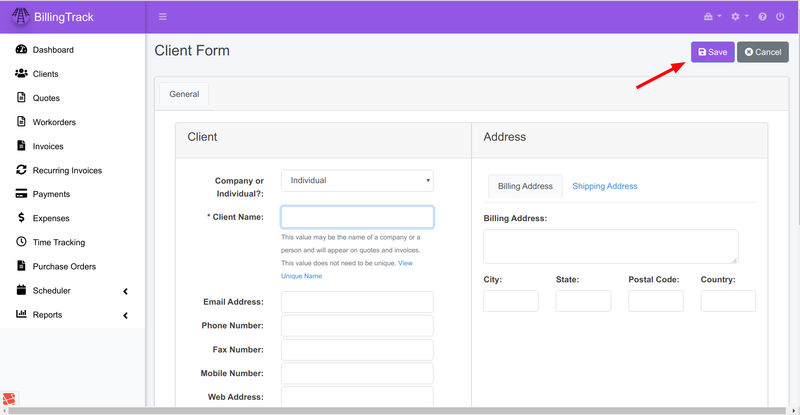 BillingTrack
Dashboard
Clients
Quotes
Workorders
Invoices
Recurring Invoices
Payments
Expenses
Time Tracking
Purchase Orders
Scheduler
Reports
Client Form
Save
Cancel
General
Client
Company or
Individual?:
Individual
* Client Name:
This value may be the name of a company or a
person and will appear on quotes and invoices.
This value does not need to be unique. View
Unique Name
Email Address:
Phone Number:
Fax Number:
Mobile Number:
Web Address:
Address
Billing Address
Shipping Address
Billing Address:
City:
State:
Postal Code:
Country: